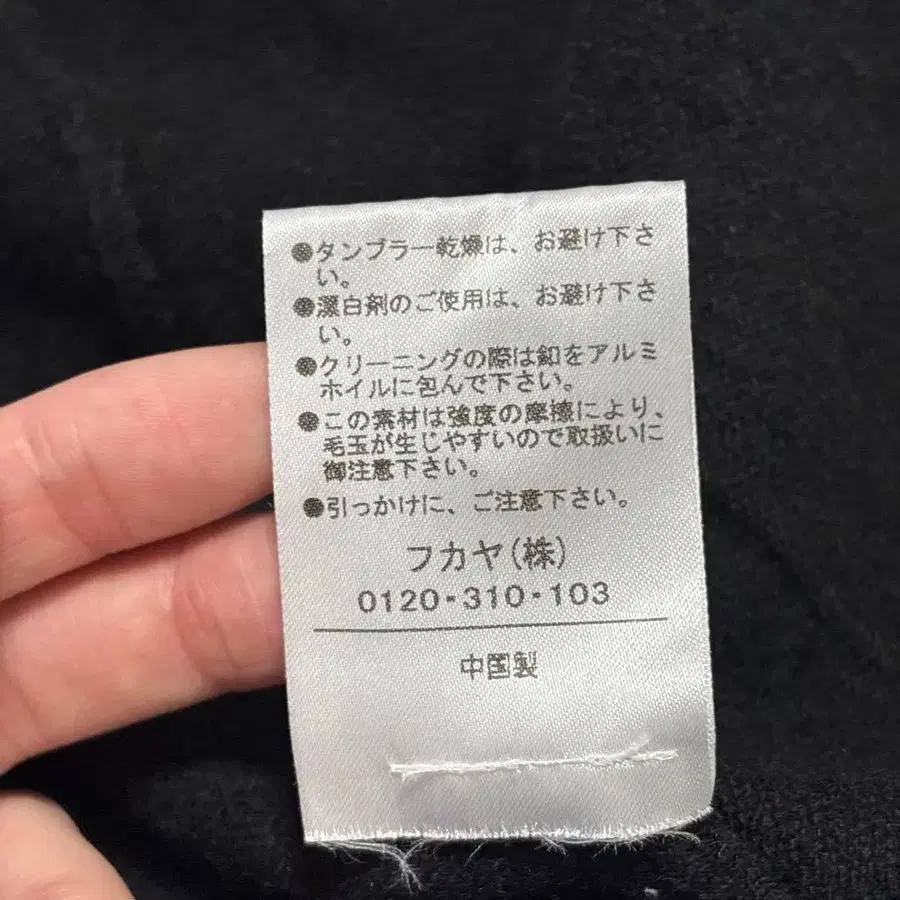 ●タンブラー乾燥は、お避け下さ
い。
●漂白剤のご使用は、お避け下さ
い。
●クリーニングの際は釦をアルミ
ホイルに包んで下さい。
●この素材は強度の摩擦により、
毛玉が生じやすいので取扱いに
御注意下さい。
●引っかけに、ご注意下さい。
フカヤ(株)
0120・310・103
中国製